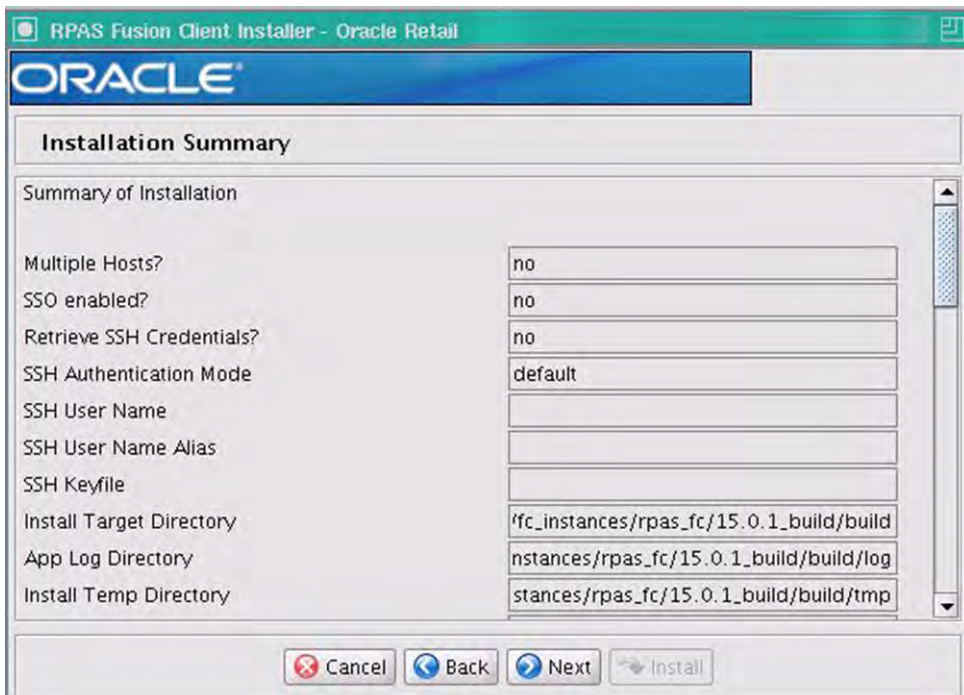 RPAS Fusion Client Installer - Oracle Retail
ORACLE®
Installation Summary
Summary of Installation
Multiple Hosts? no
SSO enabled? no
Retrieve SSH Credentials? no
SSH Authentication Mode default
SSH User Name
SSH User Name Alias
SSH Keyfile
Install Target Directory /fc_instances/rpas_fc/15.0.1_build/build
App Log Directory nstances/rpas_fc/15.0.1_build/build/log
Install Temp Directory stances/rpas_fc/15.0.1_build/build/tmp
Cancel Back Next Install